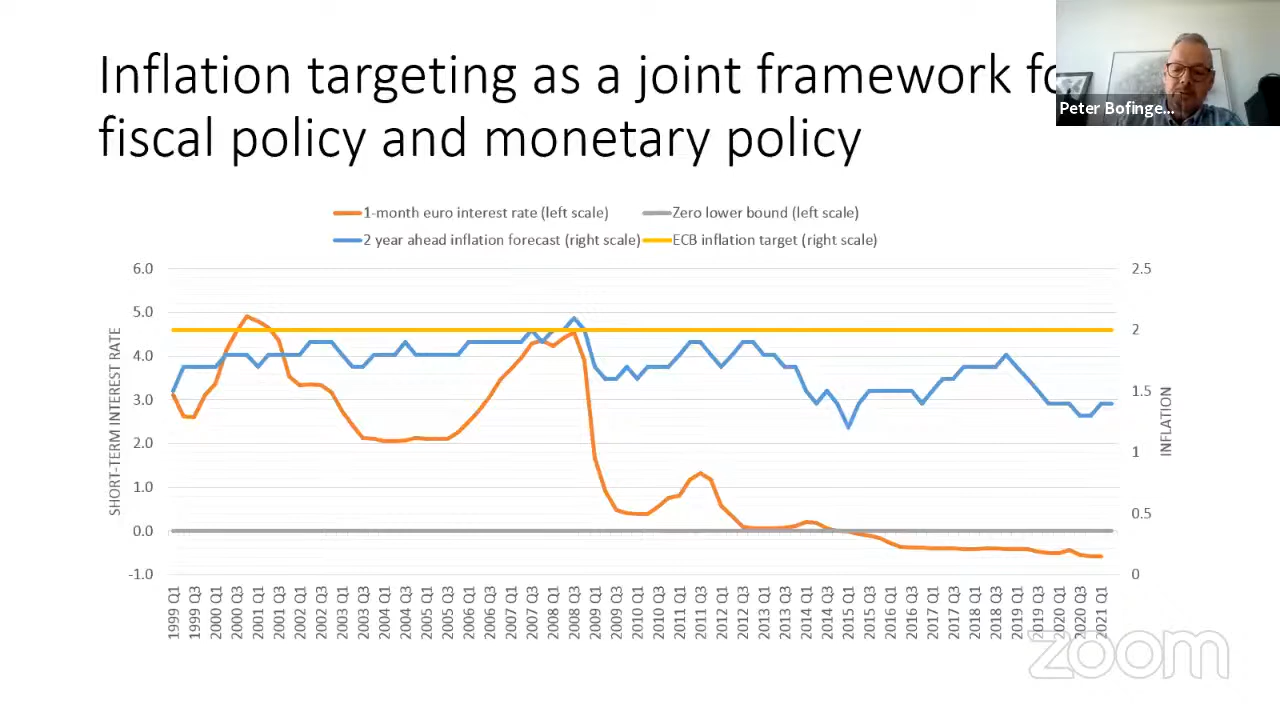 Inflation targeting as a joint framework fo
fiscal policy and monetary policy
Peter Bofinge...
1-month euro interest rate (left scale)
Zero lower bound (left scale)
2 year ahead inflation forecast (right scale)
ECB inflation target (right scale)
SHORT-TERM INTEREST RATE
6.0
5.0
4.0
3.0
2.0
1.0
0.0
-1.0
2.5
2
1.5
1
0.5
0
INFLATION
1999 Q1
1999 Q3
2000 Q1
2000 Q3
2001 Q1
2001 Q3
2002 Q1
2002 Q3
2003 Q1
2003 Q3
2004 Q1
2004 Q3
2005 Q1
2005 Q3
2006 Q1
2006 Q3
2007 Q1
2007 Q3
2008 Q1
2008 Q3
2009 Q1
2009 Q3
2010 Q1
2010 Q3
2011 Q1
2011 Q3
2012 Q1
2012 Q3
2013 Q1
2013 Q3
2014 Q1
2014 Q3
2015 Q1
2015 Q3
2016 Q1
2016 Q3
2017 Q1
2017 Q3
2018 Q1
2018 Q3
2019 Q1
2019 Q3
2020 Q1
2020 Q3
2021 Q1
zoom